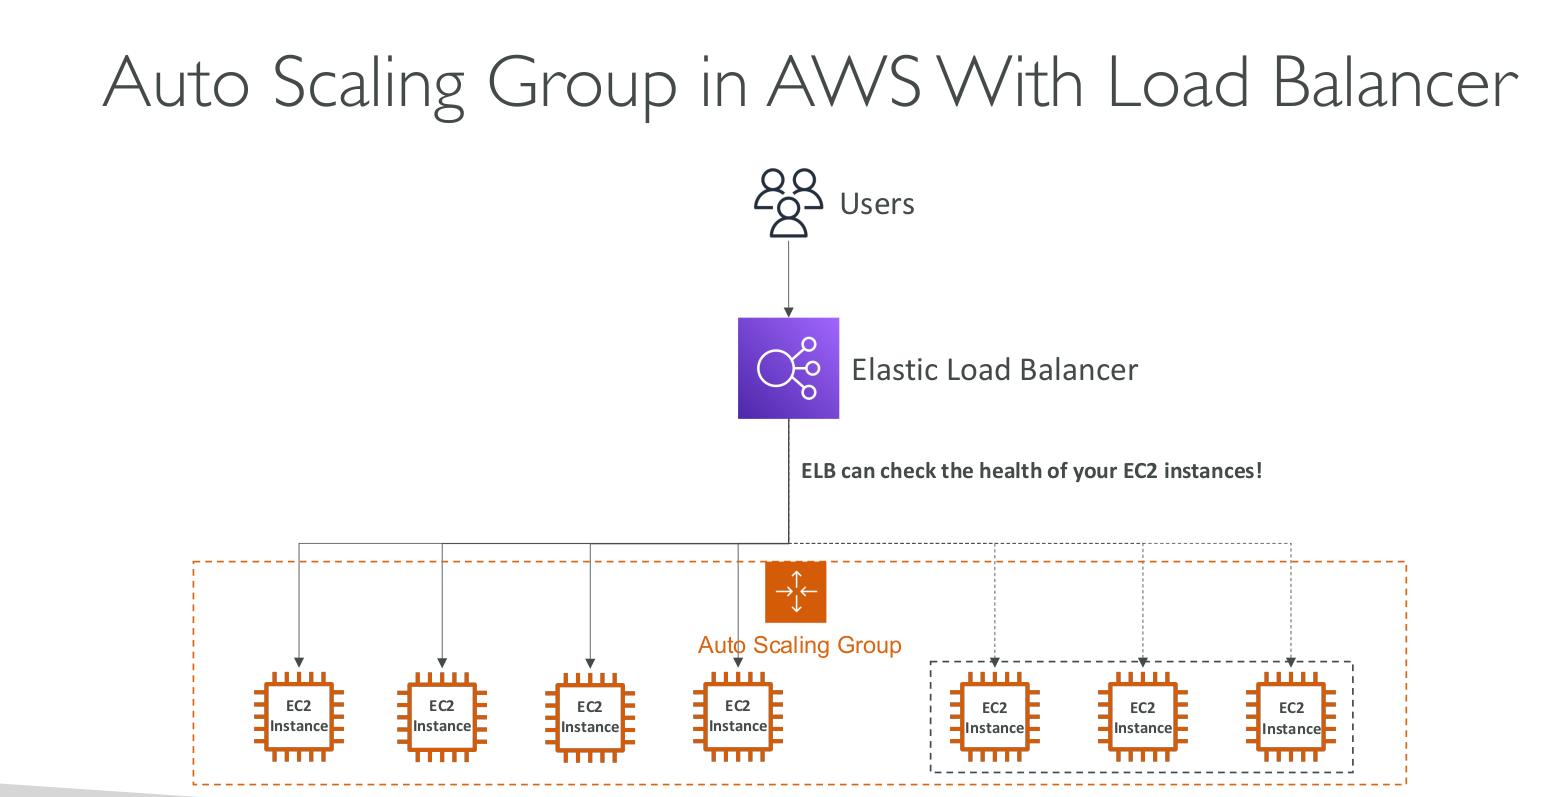 Auto Scaling Group in AWS With Load Balancer
Users
Elastic Load Balancer
ELB can check the health of your EC2 instances!
Auto Scaling Group
EC2
Instance
EC2
Instance
EC2
Instance
EC2
Instance
EC2
Instance
EC2
Instance
EC2
Instance